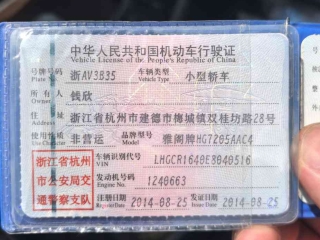 中华人民共和国机动车行驶证
Vehicle License of the People's Republic of China
号牌号码 浙AV3B35 车辆类型 小型轿车
Plate No. Vehicle Type
所有人 钱欣
Owner
住址 浙江省杭州市建德市梅城镇双桂坊路28号
Address
使用性质 非营运 品牌型号 雅阁牌HG7205AAC4
Use Character Model
浙江省杭州市公安局交通警察支队
车辆识别代号 LHGCR1640E8040516
VIN
发动机号码 1240663
Engine No.
注册日期 2014-08-25 发证日期 2014-08-25
Register Date Issue Date